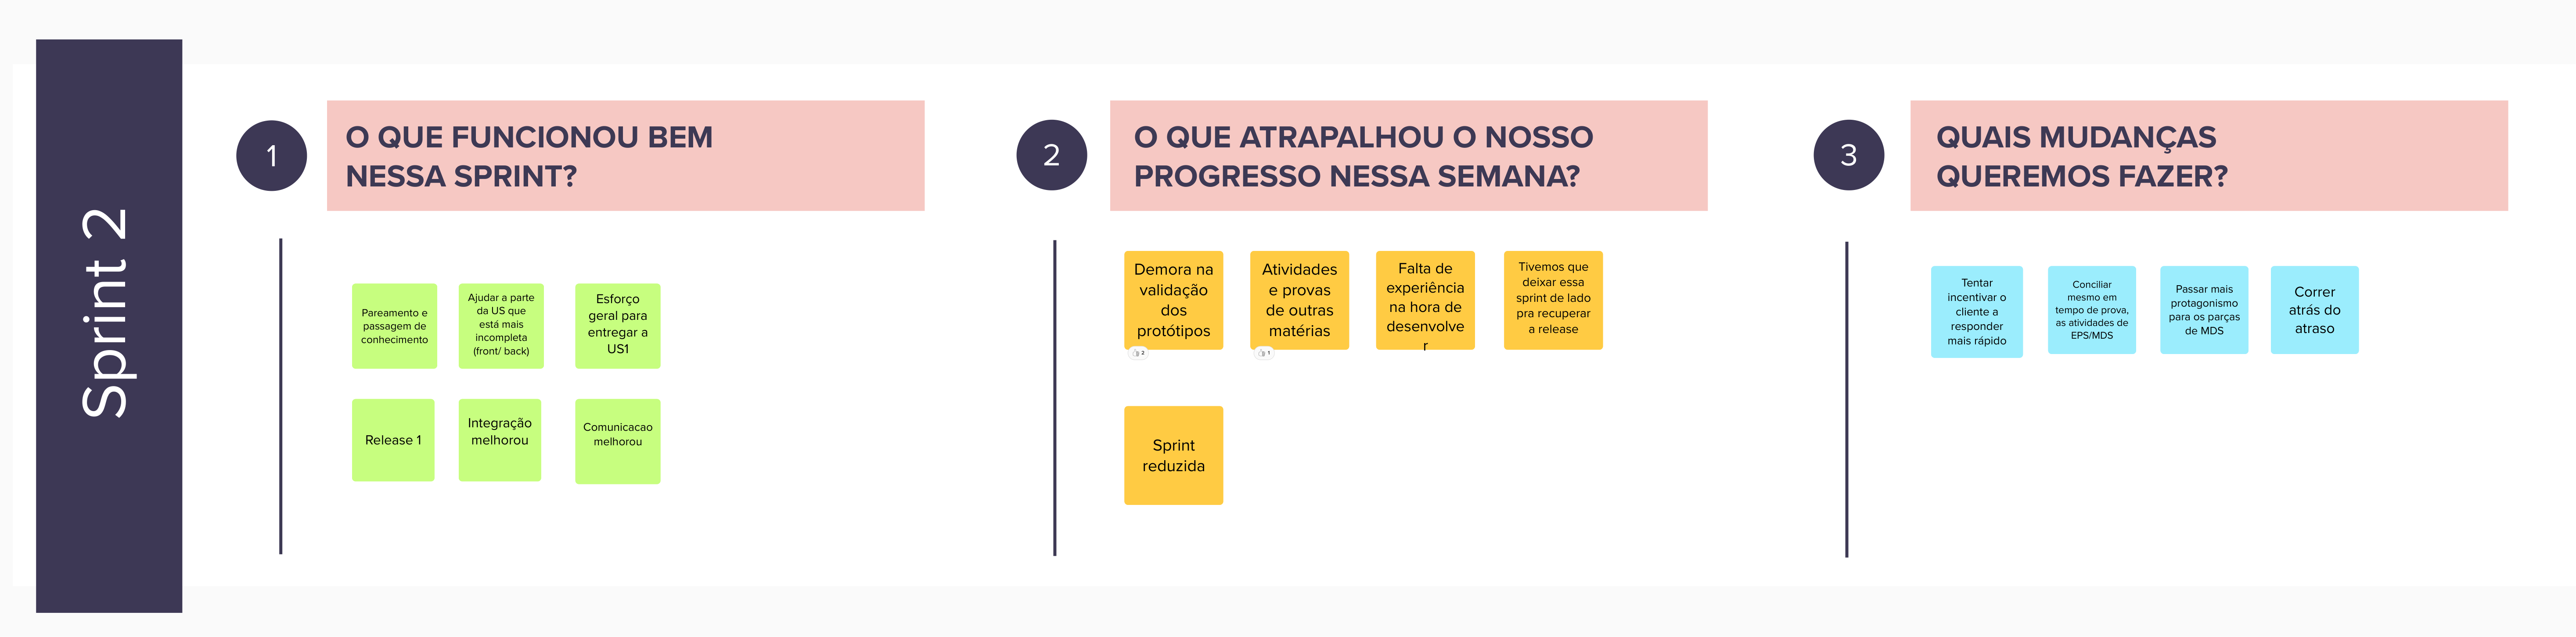 Sprint 2
1
O QUE FUNCIONOU BEM
NESSA SPRINT?
Pareamento e
passagem de
conhecimento
Ajudar a parte
da US que
está mais
incompleta
(front/ back)
Esforço
geral para
entregar a
US1
Release 1
Integração
melhorou
Comunicacao
melhorou
2
O QUE ATRAPALHOU O NOSSO
PROGRESSO NESSA SEMANA?
Demora na
validação
dos
protótipos
2
Atividades
e provas
de outras
matérias
1
Falta de
experiência
na hora de
desenvolve
r
Tivemos que
deixar essa
sprint de lado
pra recuperar
a release
Sprint
reduzida
3
QUAIS MUDANÇAS
QUEREMOS FAZER?
Tentar
incentivar o
cliente a
responder
mais rápido
Conciliar
mesmo em
tempo de prova,
as atividades de
EPS/MDS
Passar mais
protagonismo
para os parças
de MDS
Correr
atrás do
atraso